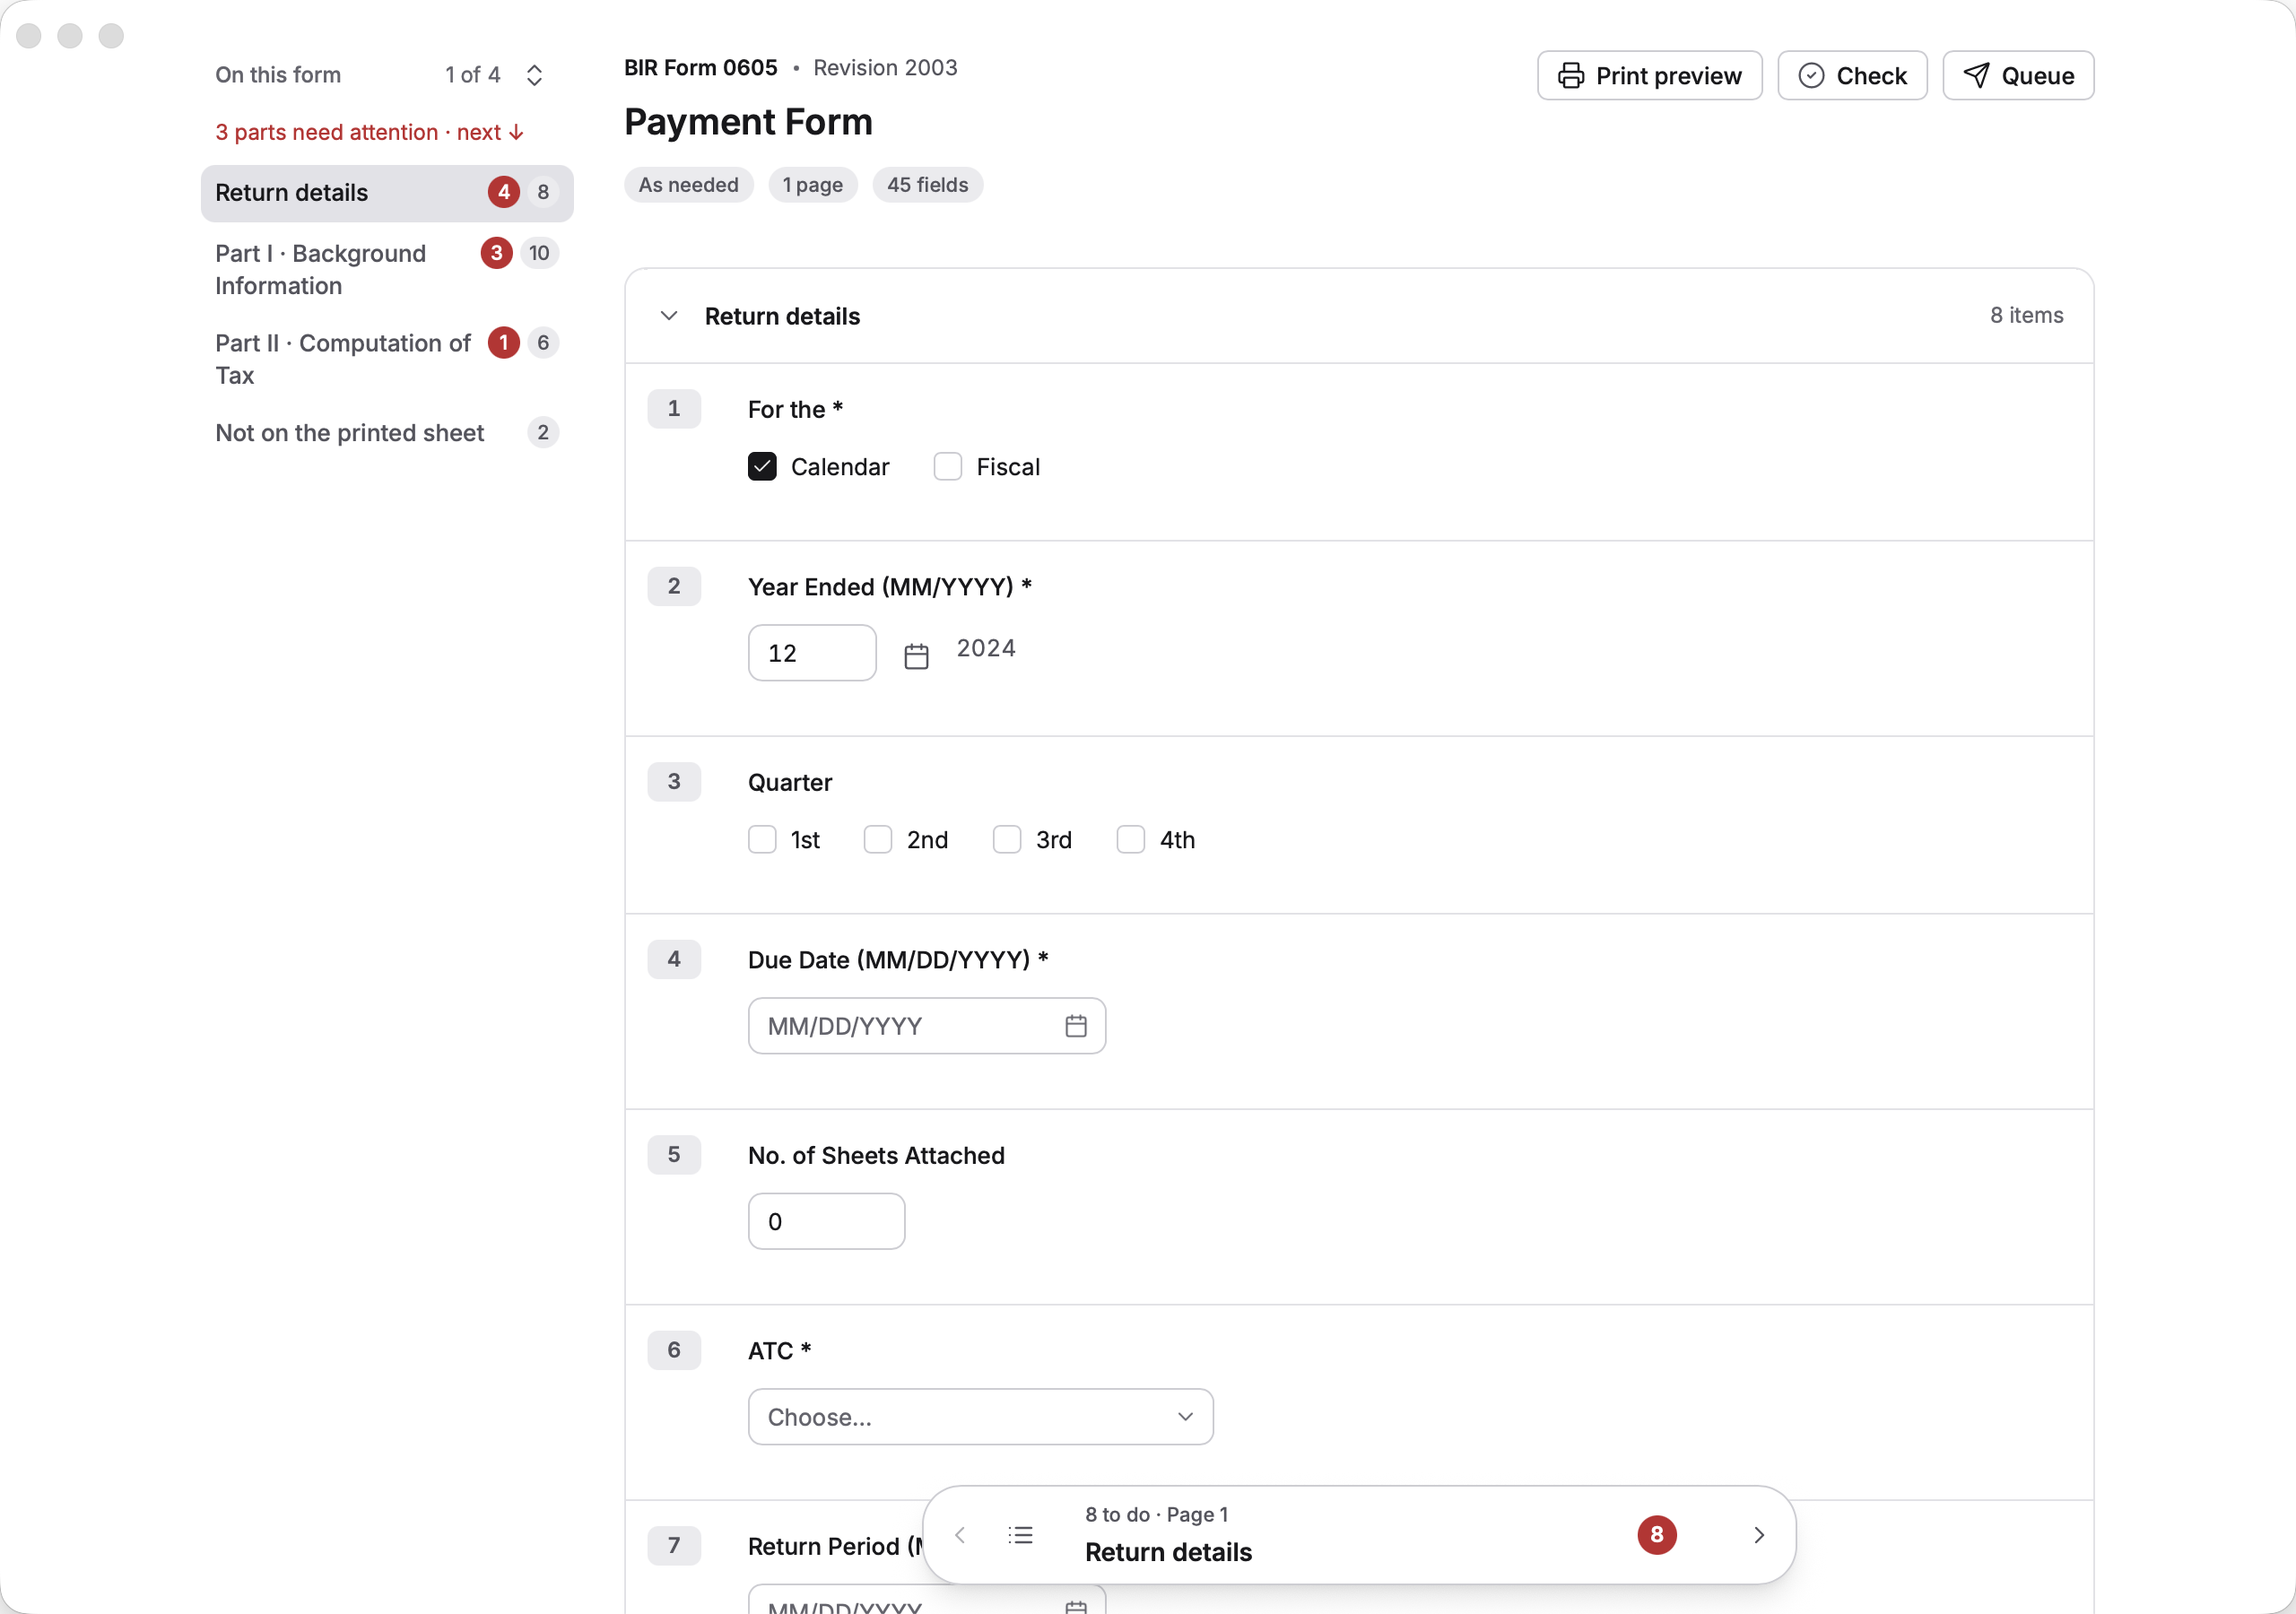 On this form
1 of 4
3 parts need attention · next ↓
Return details 4 8
Part I · Background 3 10
Information
Part II · Computation of 1 6
Tax
Not on the printed sheet 2
BIR Form 0605 • Revision 2003
Payment Form
As needed
1 page
45 fields
Print preview
Check
Queue
Return details
8 items
1 For the *
Calendar
Fiscal
2 Year Ended (MM/YYYY) *
12
2024
3 Quarter
1st
2nd
3rd
4th
4 Due Date (MM/DD/YYYY) *
MM/DD/YYYY
5 No. of Sheets Attached
0
6 ATC *
Choose...
7 Return Period
MM/DD/YYYY
8 to do · Page 1
Return details
8